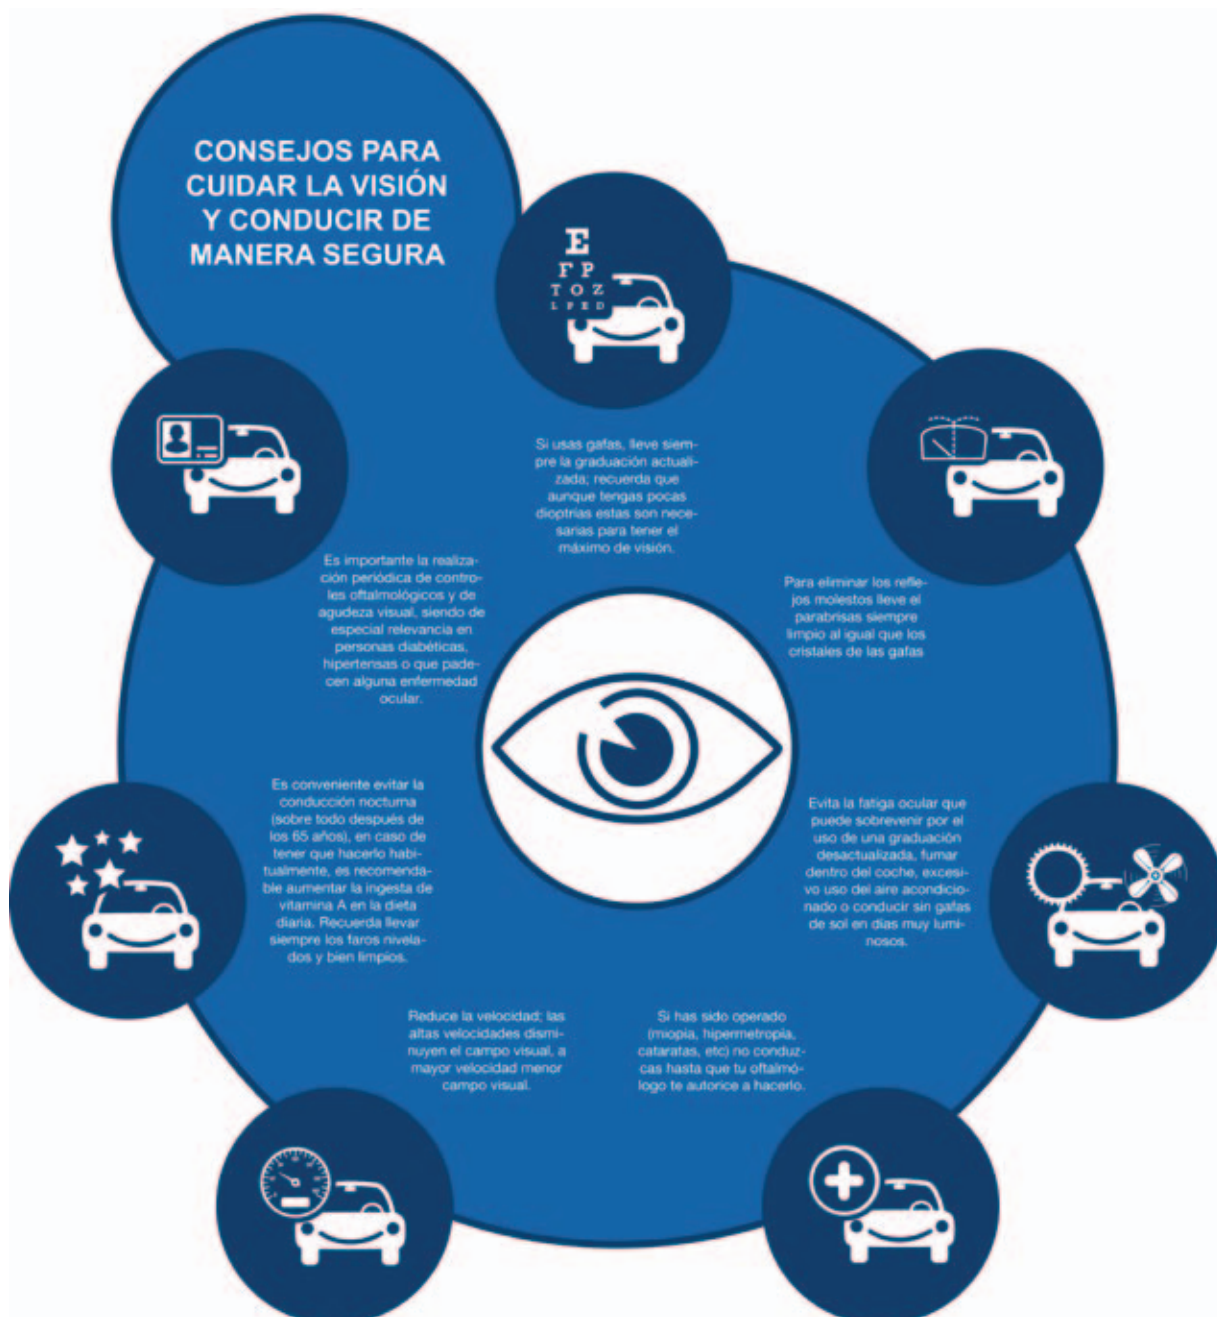 CONSEJOS PARA
CUIDAR LA VISIÓN
Y CONDUCIR DE
MANERA SEGURA
E
F P
T O Z
L P E D
Si usas gafas, lleve siem-
pre la graduación actuali-
zada; recuerda que
aunque tengas pocas
dioptrias estas son nece-
sarias para tener el
máximo de visión.
Para eliminar los refle-
jos molestos lleve el
parabrisas siempre
limpio al igual que los
cristales de las gafas
Evita la fatiga ocular que
puede sobrevenir por el
uso de una graduación
desactualizada, fumar
dentro del coche, excesi-
vo uso del aire acondicio-
nado o conducir sin gafas
de sol en días muy lumi-
nosos.
Si has sido operado
(miopia, hipermetropia,
cataratas, etc) no conduz-
cas hasta que tu oftalmó-
logo te autorice a hacerlo.
Reduce la velocidad; las
altas velocidades dismi-
nuyen el campo visual, a
mayor velocidad menor
campo visual.
Es conveniente evitar la
conducción nocturna
(sobre todo después de
los 65 años), en caso de
tener que hacerlo habi-
tualmente, es recomenda-
ble aumentar la ingesta de
vitamina A en la dieta
diaria. Recuerda llevar
siempre los faros nivela-
dos y bien limpios.
Es importante la realiza-
ción periódica de contro-
les oftalmológicos y de
agudeza visual, siendo de
especial relevancia en
personas diabéticas,
hipertensas o que pade-
cen alguna enfermedad
ocular.